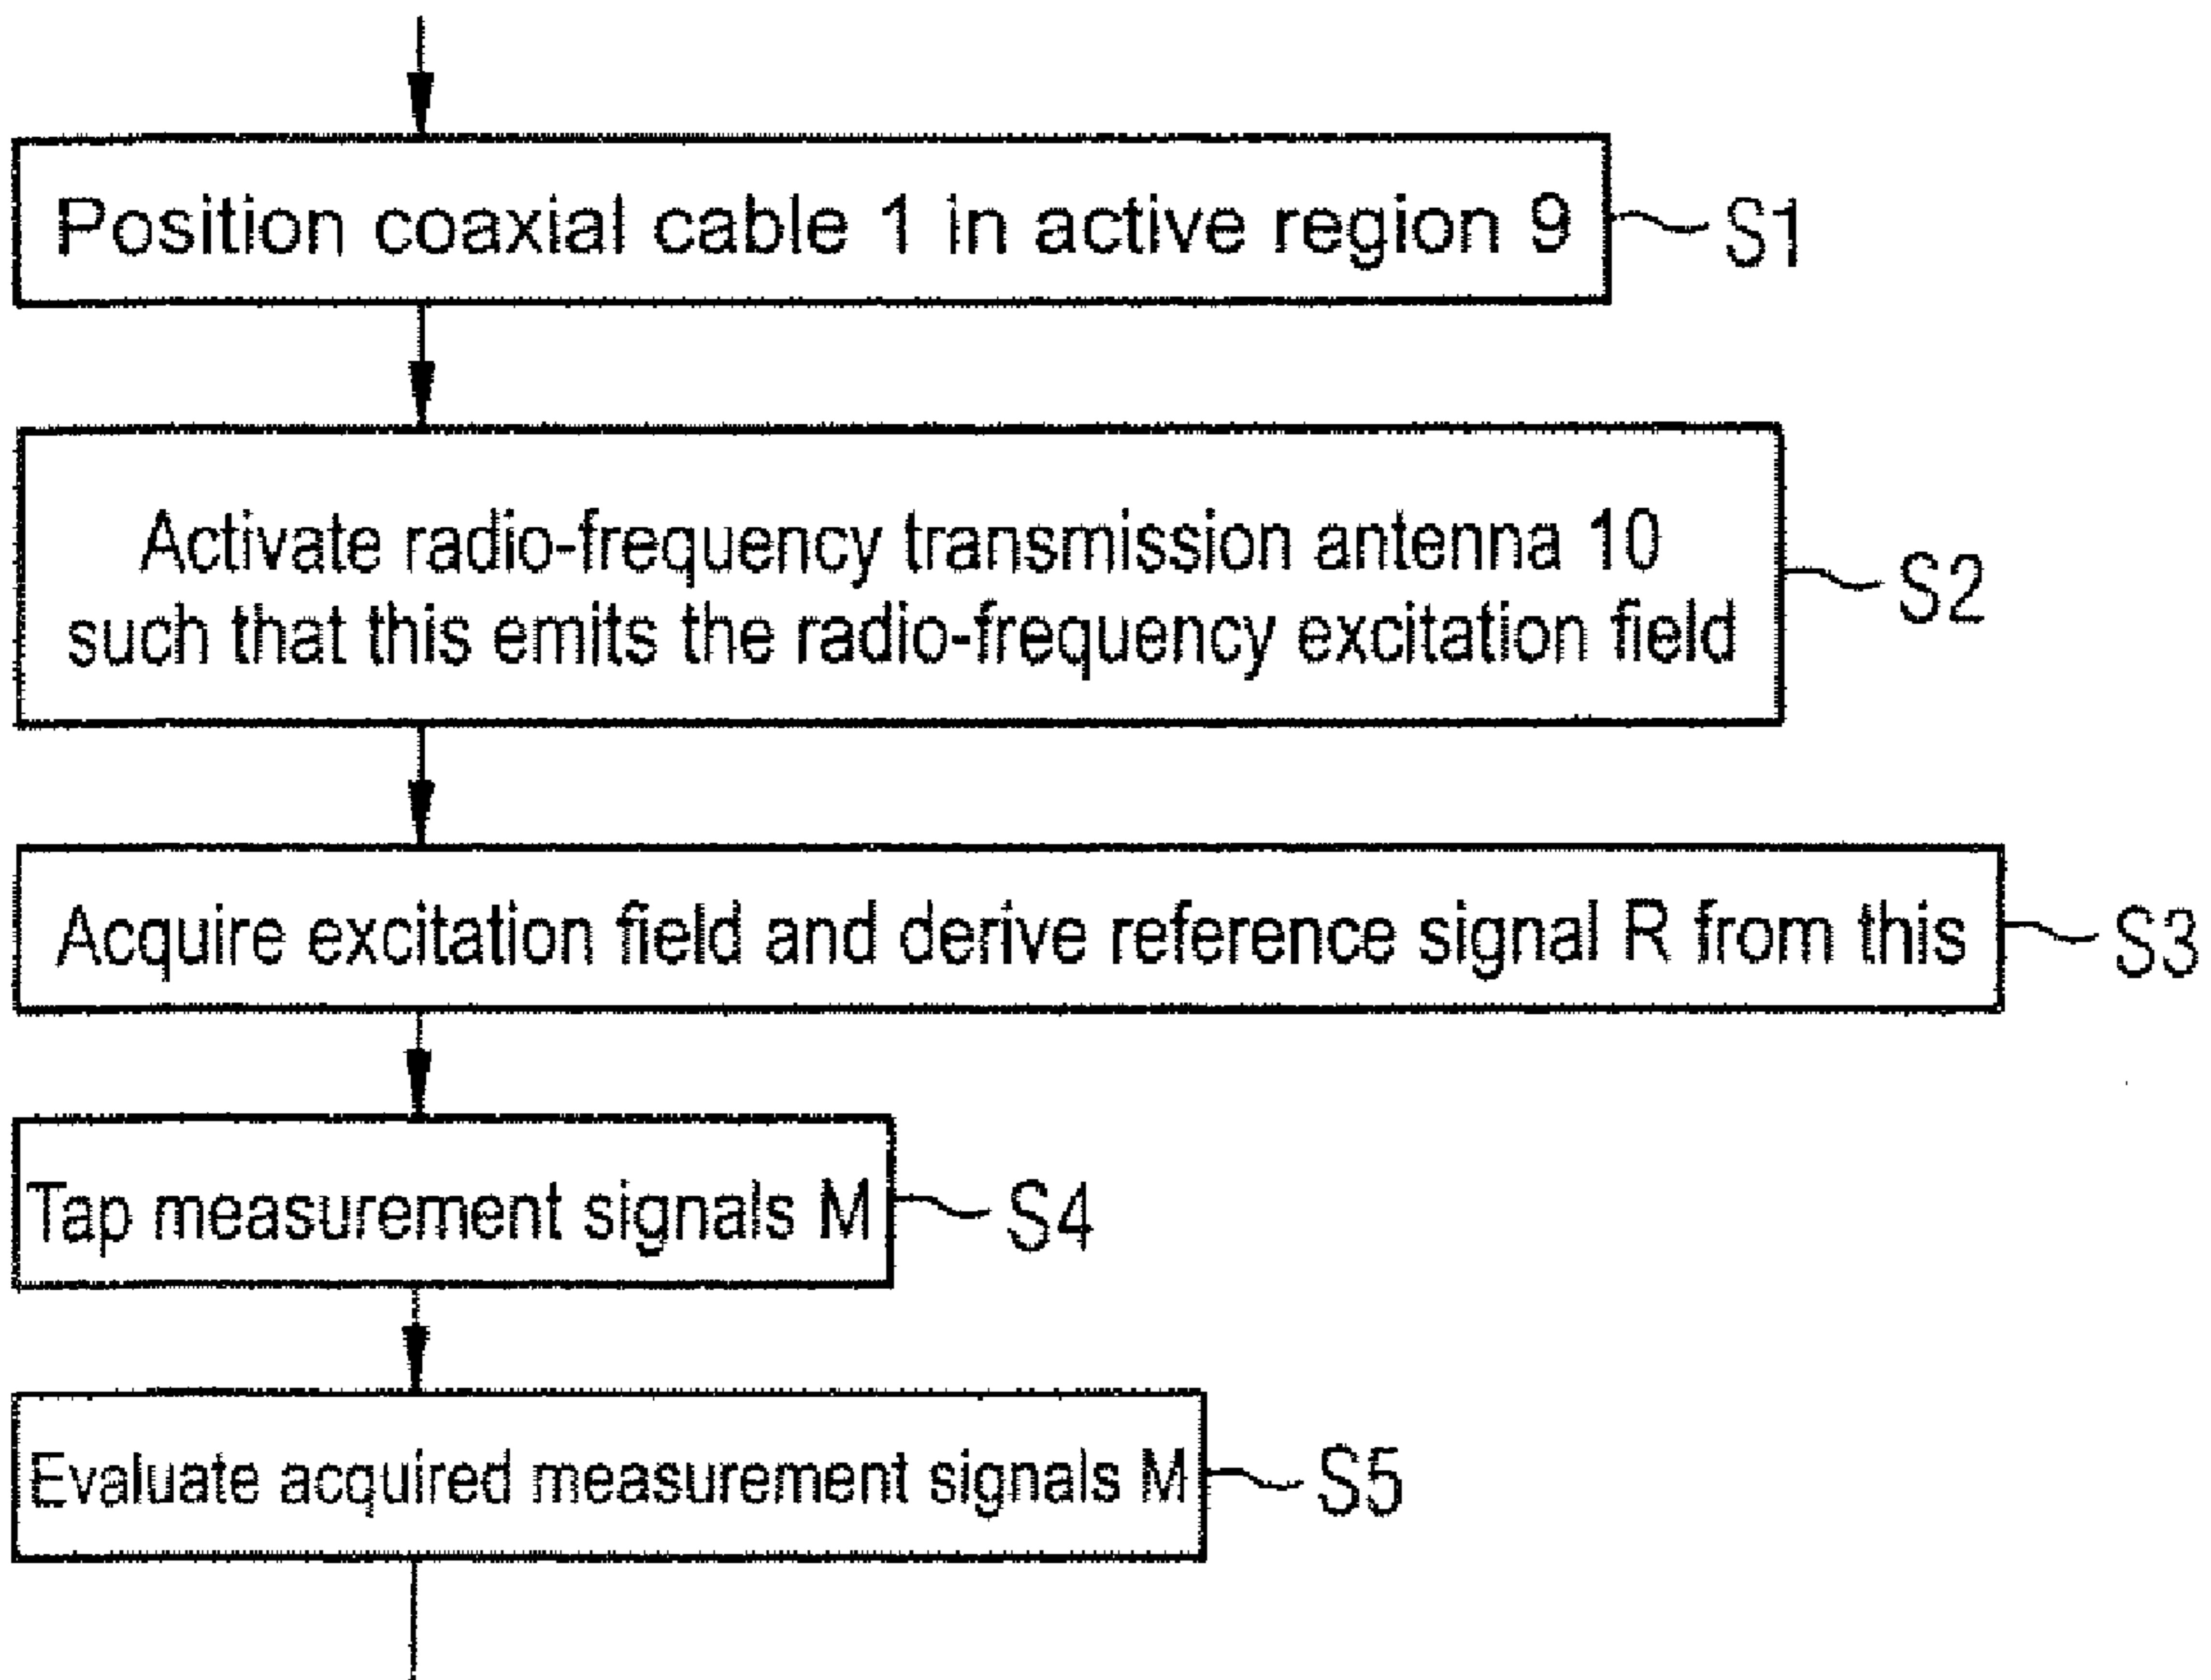 Position coaxial cable 1 in active region 9
S1
Activate radio-frequency transmission antenna 10
such that this emits the radio-frequency excitation field
S2
Acquire excitation field and derive reference signal R from this
S3
Tap measurement signals M
S4
Evaluate acquired measurement signals M
S5